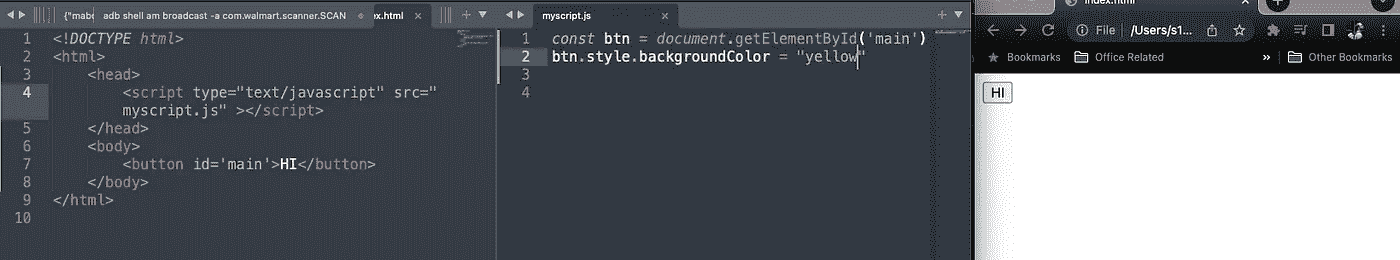 {"mabo adb shell am broadcast -a com.walmart.scanner.SCAN ex.html
1 <!DOCTYPE html>
2 <html>
3 <head>
4 <script type="text/javascript" src="
myscript.js" ></script>
5 </head>
6 <body>
7 <button id='main'>HI</button>
8 </body>
9 </html>
10
myscript.js
1 const btn = document.getElementById('main')
2 btn.style.backgroundColor = "yellow"
3
4
index.html
File /Users/s1...
Bookmarks Office Related » Other Bookmarks
HI